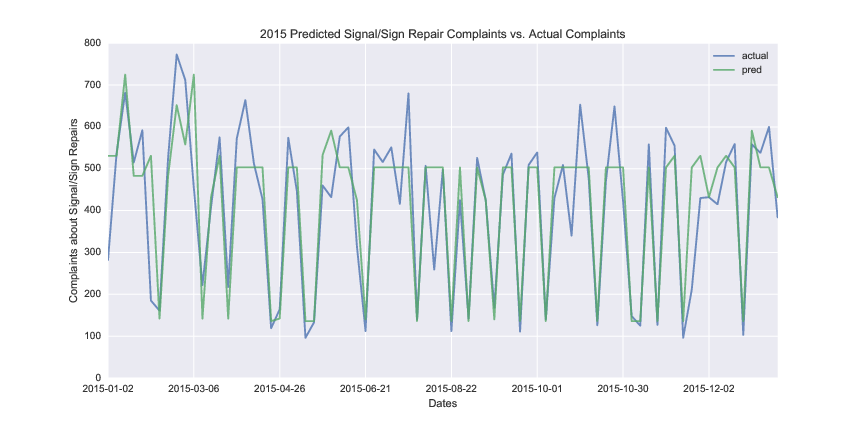 2015 Predicted Signal/Sign Repair Complaints vs. Actual Complaints
actual
pred
Complaints about Signal/Sign Repairs
800
700
600
500
400
300
200
100
0
2015-01-02 2015-03-06 2015-04-26 2015-06-21 2015-08-22 2015-10-01 2015-10-30 2015-12-02
Dates